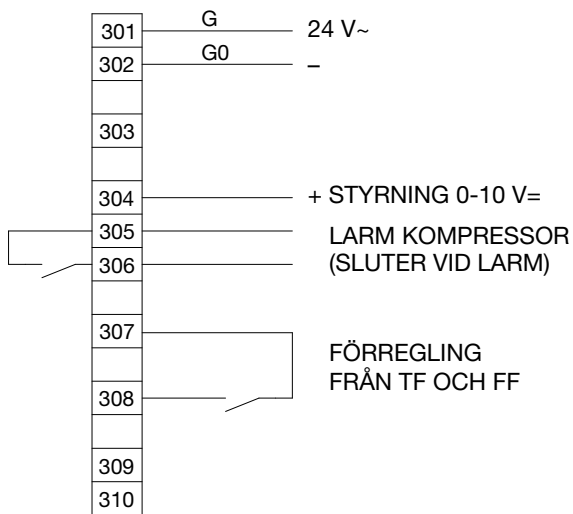 301 G 24 V~
302 G0 –
303
304 + STYRNING 0-10 V=
305 LARM KOMPRESSOR
306 (SLUTER VID LARM)
307
FÖRREGLING
FRÅN TF OCH FF
308
309
310